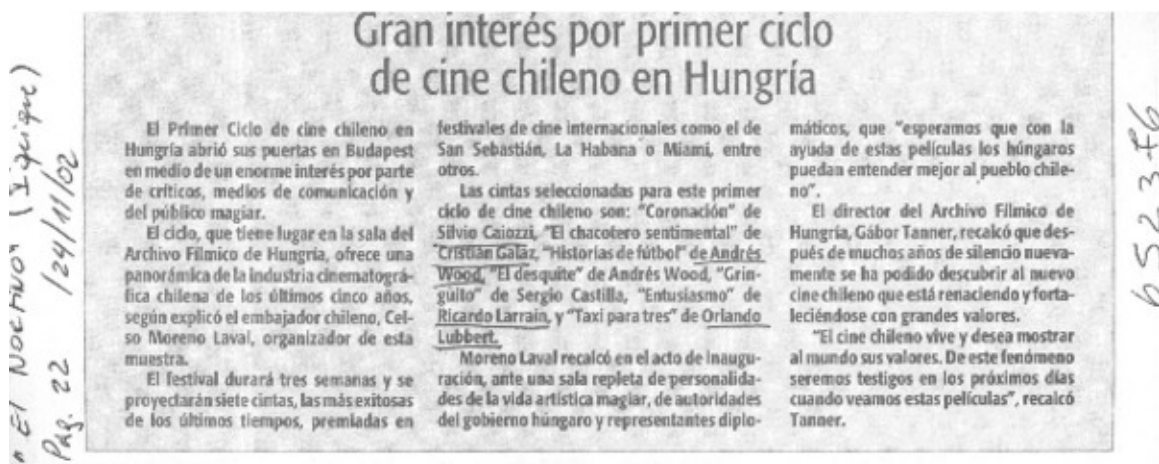 Gran interés por primer ciclo
de cine chileno en Hungría
El Primer Ciclo de cine chileno en
Hungría abrió sus puertas en Budapest
en medio de un enorme interés por parte
de críticos, medios de comunicación y
del público magiar.
El ciclo, que tiene lugar en la sala del
Archivo Fílmico de Hungría, ofrece una
panorámica de la industria cinematográ-
fica chilena de los últimos cinco años,
según explicó el embajador chileno, Cel-
so Moreno Laval, organizador de esta
muestra.
El festival durará tres semanas y se
proyectarán siete cintas, las más exitosas
de los últimos tiempos, premiadas en
festivales de cine internacionales como el de
San Sebastián, La Habana o Miami, entre
otros.
Las cintas seleccionadas para este primer
ciclo de cine chileno son: "Coronación" de
Silvio Caiozzi, "El chacotero sentimental" de
Cristián Galaz, "Historias de fútbol" de Andrés
Wood, "El desquite" de Andrés Wood, "Grin-
guito" de Sergio Castilla, "Entusiasmo" de
Ricardo Larraín, y "Taxi para tres" de Orlando
Lubbert.
Moreno Laval recalcó en el acto de inaugu-
ración, ante una sala repleta de personalida-
des de la vida artística magiar, de autoridades
del gobierno húngaro y representantes diplo-
máticos, que "esperamos que con la
ayuda de estas películas los húngaros
puedan entender mejor al pueblo chile-
no".
El director del Archivo Fílmico de
Hungría, Gábor Tanner, recalcó que des-
pués de muchos años de silencio nueva-
mente se ha podido descubrir al nuevo
cine chileno que está renaciendo y forta-
leciéndose con grandes valores.
"El cine chileno vive y desea mostrar
al mundo sus valores. De este fenómeno
seremos testigos en los próximos días
cuando veamos estas películas", recalcó
Tanner.
"El Nortino" (Iquique)
Pág. 22 /24/11/02